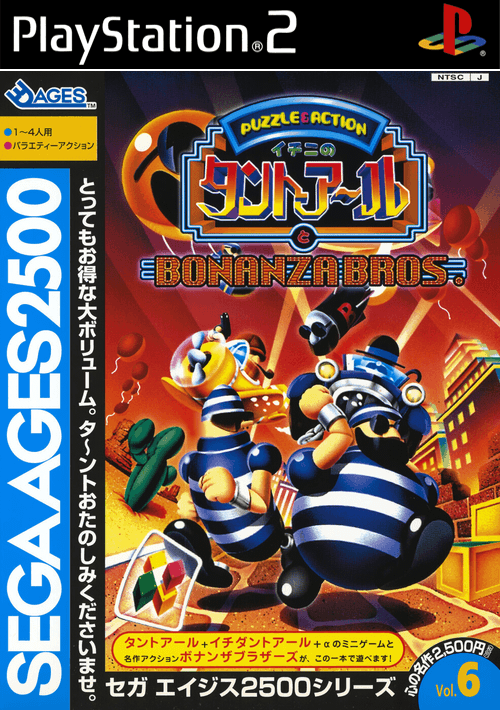 PlayStation®2
NTSC J
AGES™
●1〜4人用
●バラエティーアクション
SEGA AGES 2500
とってもお得な大ボリューム。タ〜ントおたのしみくださいませ。
PUZZLE & ACTION
イチニの
タントアール
と
BONANZA BROS.
タントアール+イチダントアール+αのミニゲームと
名作アクションボナンザブラザーズが、この一本で遊べます!
セガ エイジス2500シリーズ
心の名作2,500円
Vol.6